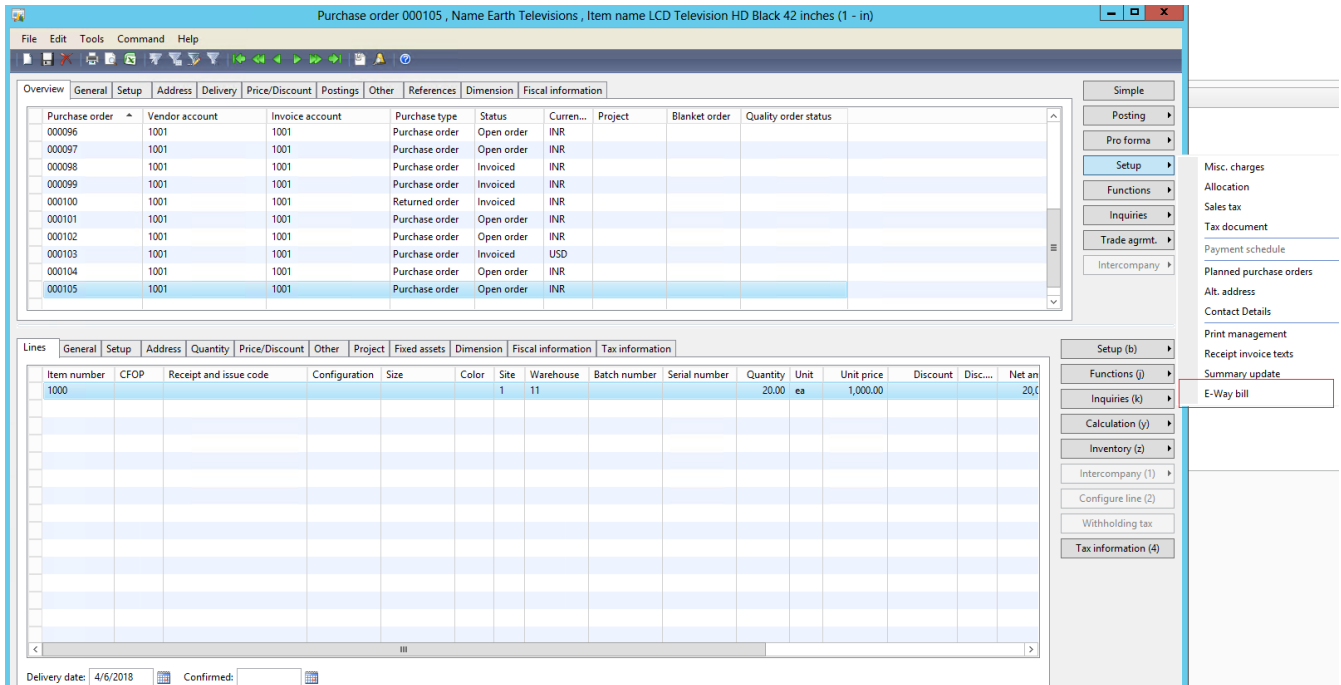 Purchase order 000105 , Name Earth Televisions , Item name LCD Television HD Black 42 inches (1 - in)
File Edit Tools Command Help
Overview General Setup Address Delivery Price/Discount Postings Other References Dimension Fiscal information
Purchase order Vendor account Invoice account Purchase type Status Curren... Project Blanket order Quality order status
000096 1001 1001 Purchase order Open order INR
000097 1001 1001 Purchase order Open order INR
000098 1001 1001 Purchase order Invoiced INR
000099 1001 1001 Purchase order Invoiced INR
000100 1001 1001 Returned order Invoiced INR
000101 1001 1001 Purchase order Open order INR
000102 1001 1001 Purchase order Open order INR
000103 1001 1001 Purchase order Invoiced USD
000104 1001 1001 Purchase order Open order INR
000105 1001 1001 Purchase order Open order INR
Simple
Posting
Pro forma
Setup
Functions
Inquiries
Trade agrmt.
Intercompany
Misc. charges
Allocation
Sales tax
Tax document
Payment schedule
Planned purchase orders
Alt. address
Contact Details
Print management
Receipt invoice texts
Summary update
E-Way bill
Lines General Setup Address Quantity Price/Discount Other Project Fixed assets Dimension Fiscal information Tax information
Item number CFOP Receipt and issue code Configuration Size Color Site Warehouse Batch number Serial number Quantity Unit Unit price Discount Disc.... Net am
1000 1 11 20.00 ea 1,000.00 20,0
Setup (b)
Functions (j)
Inquiries (k)
Calculation (y)
Inventory (z)
Intercompany (1)
Configure line (2)
Withholding tax
Tax information (4)
Delivery date: 4/6/2018 Confirmed: